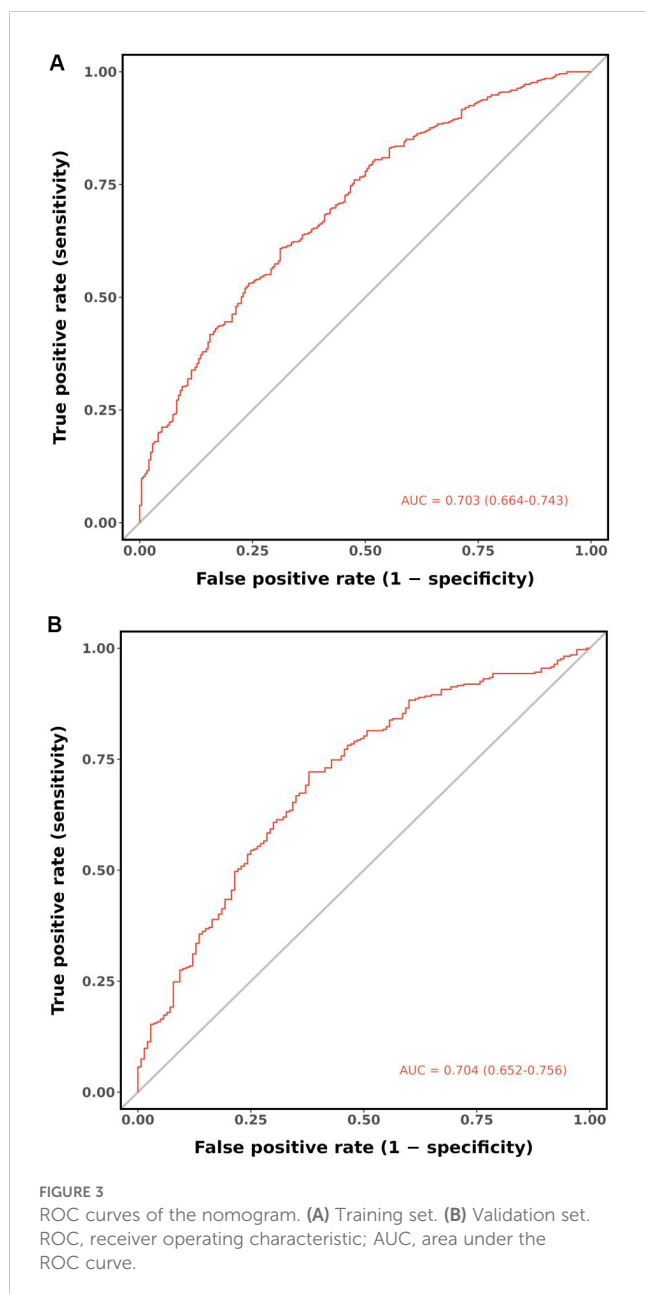 A
1.00
0.75
0.50
0.25
0.00
True positive rate (sensitivity)
AUC = 0.703 (0.664-0.743)
0.00 0.25 0.50 0.75 1.00
False positive rate (1 − specificity)
B
1.00
0.75
0.50
0.25
0.00
True positive rate (sensitivity)
AUC = 0.704 (0.652-0.756)
0.00 0.25 0.50 0.75 1.00
False positive rate (1 − specificity)
FIGURE 3
ROC curves of the nomogram. (A) Training set. (B) Validation set.
ROC, receiver operating characteristic; AUC, area under the
ROC curve.